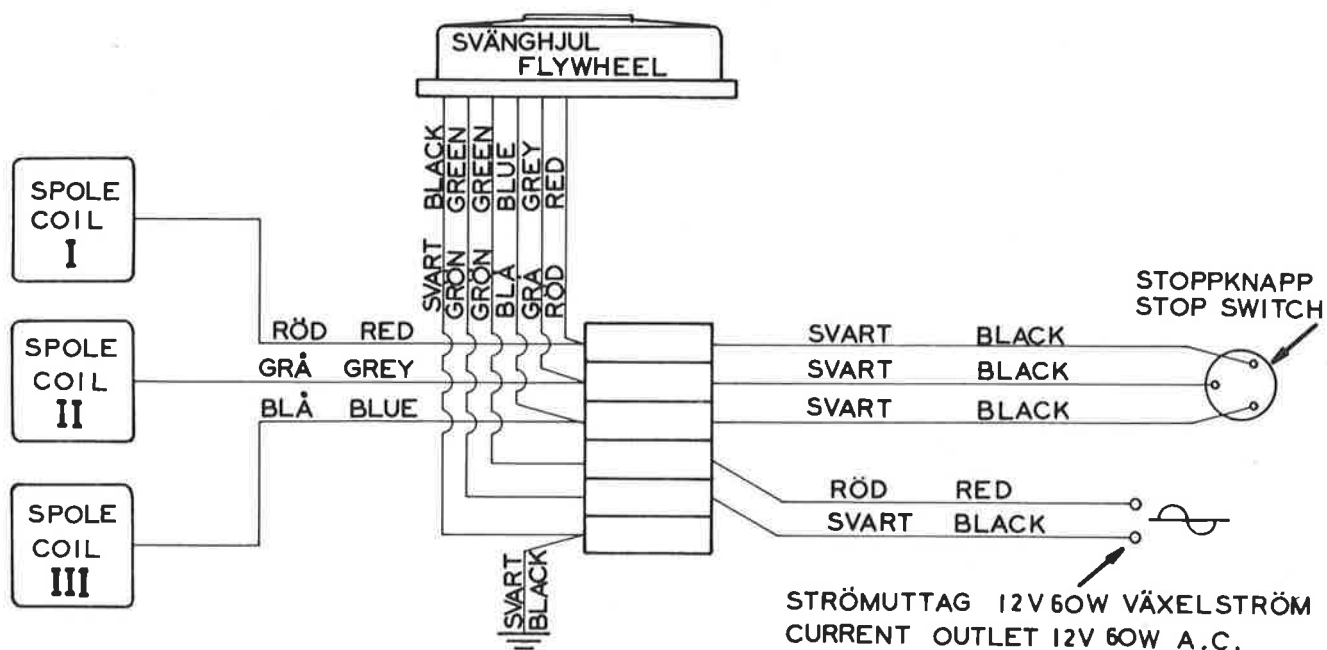 SVÄNGHJUL
FLYWHEEL
BLACK
GREEN
GREEN
BLUE
GREY
RED
SVART
GRÖN
GRÖN
BLÅ
GRÅ
RÖD
SPOLE
COIL
I
SPOLE
COIL
II
SPOLE
COIL
III
RÖD RED
GRÅ GREY
BLÅ BLUE
SVART BLACK
SVART BLACK
SVART BLACK
STOPPKNAPP
STOP SWITCH
RÖD RED
SVART BLACK
SVART
BLACK
STRÖMUTTAG 12V 60W VÄXELSTRÖM
CURRENT OUTLET 12V 60W A.C.